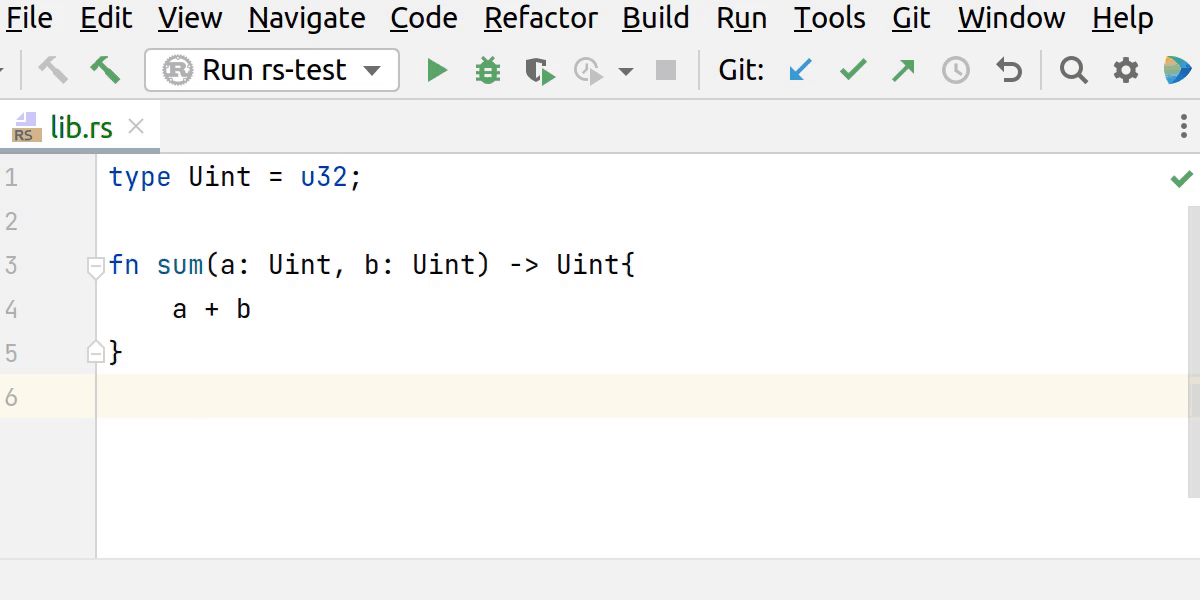 File Edit View Navigate Code Refactor Build Run Tools Git Window Help
R Run rs-test Git:
RS lib.rs
1 type Uint = u32;
2
3 fn sum(a: Uint, b: Uint) -> Uint{
4 a + b
5 }
6